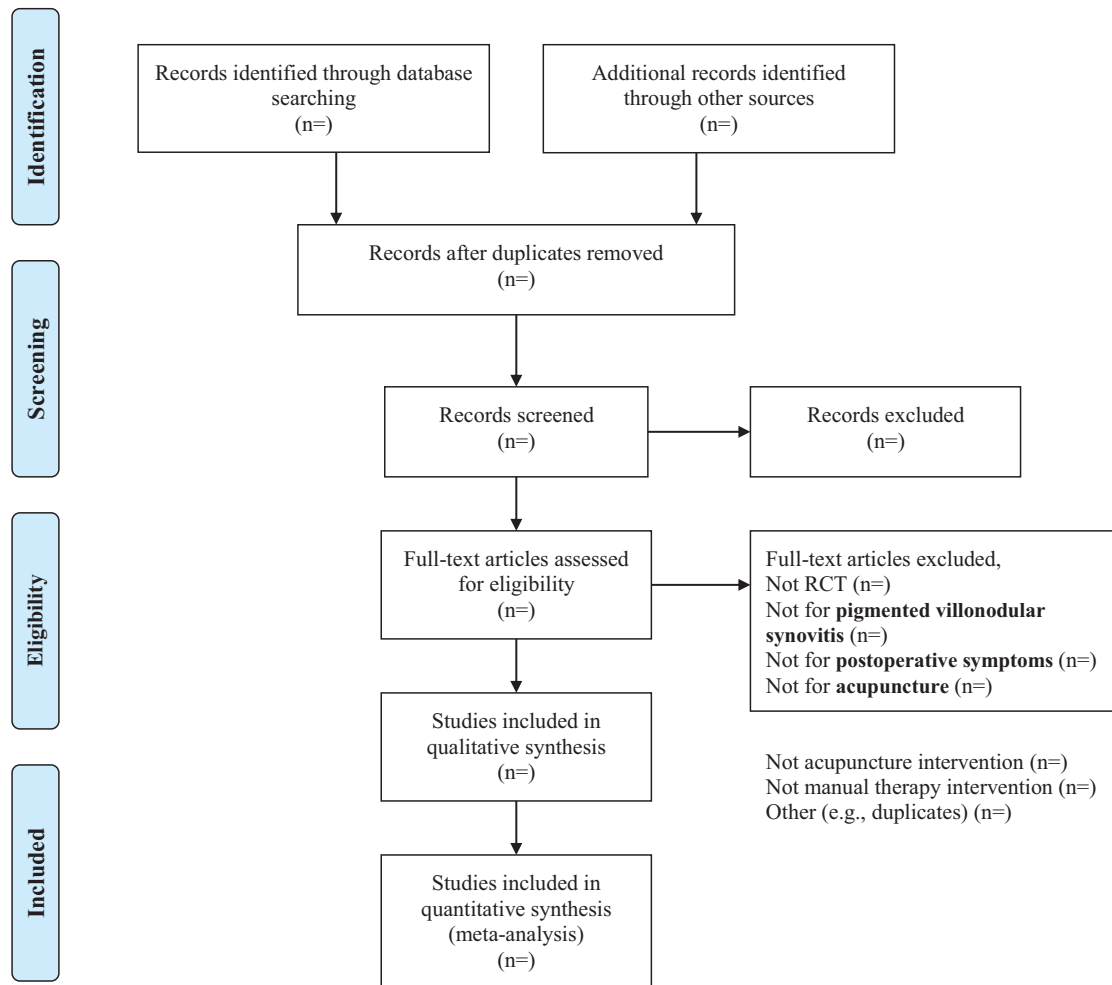 Identification
Records identified through database
searching
(n=)
Additional records identified
through other sources
(n=)
Records after duplicates removed
(n=)
Screening
Records screened
(n=)
Records excluded
(n=)
Eligibility
Full-text articles assessed
for eligibility
(n=)
Full-text articles excluded,
Not RCT (n=)
Not for pigmented villonodular
synovitis (n=)
Not for postoperative symptoms (n=)
Not for acupuncture (n=)
Studies included in
qualitative synthesis
(n=)
Not acupuncture intervention (n=)
Not manual therapy intervention (n=)
Other (e.g., duplicates) (n=)
Included
Studies included in
quantitative synthesis
(meta-analysis)
(n=)